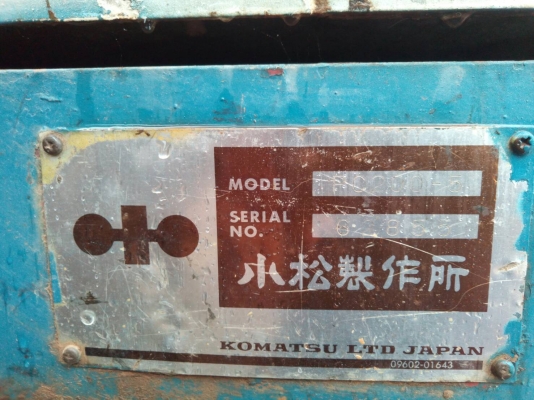 MODEL
SERIAL
NO.
小松製作所
KOMATSU LTD JAPAN
09602-01643